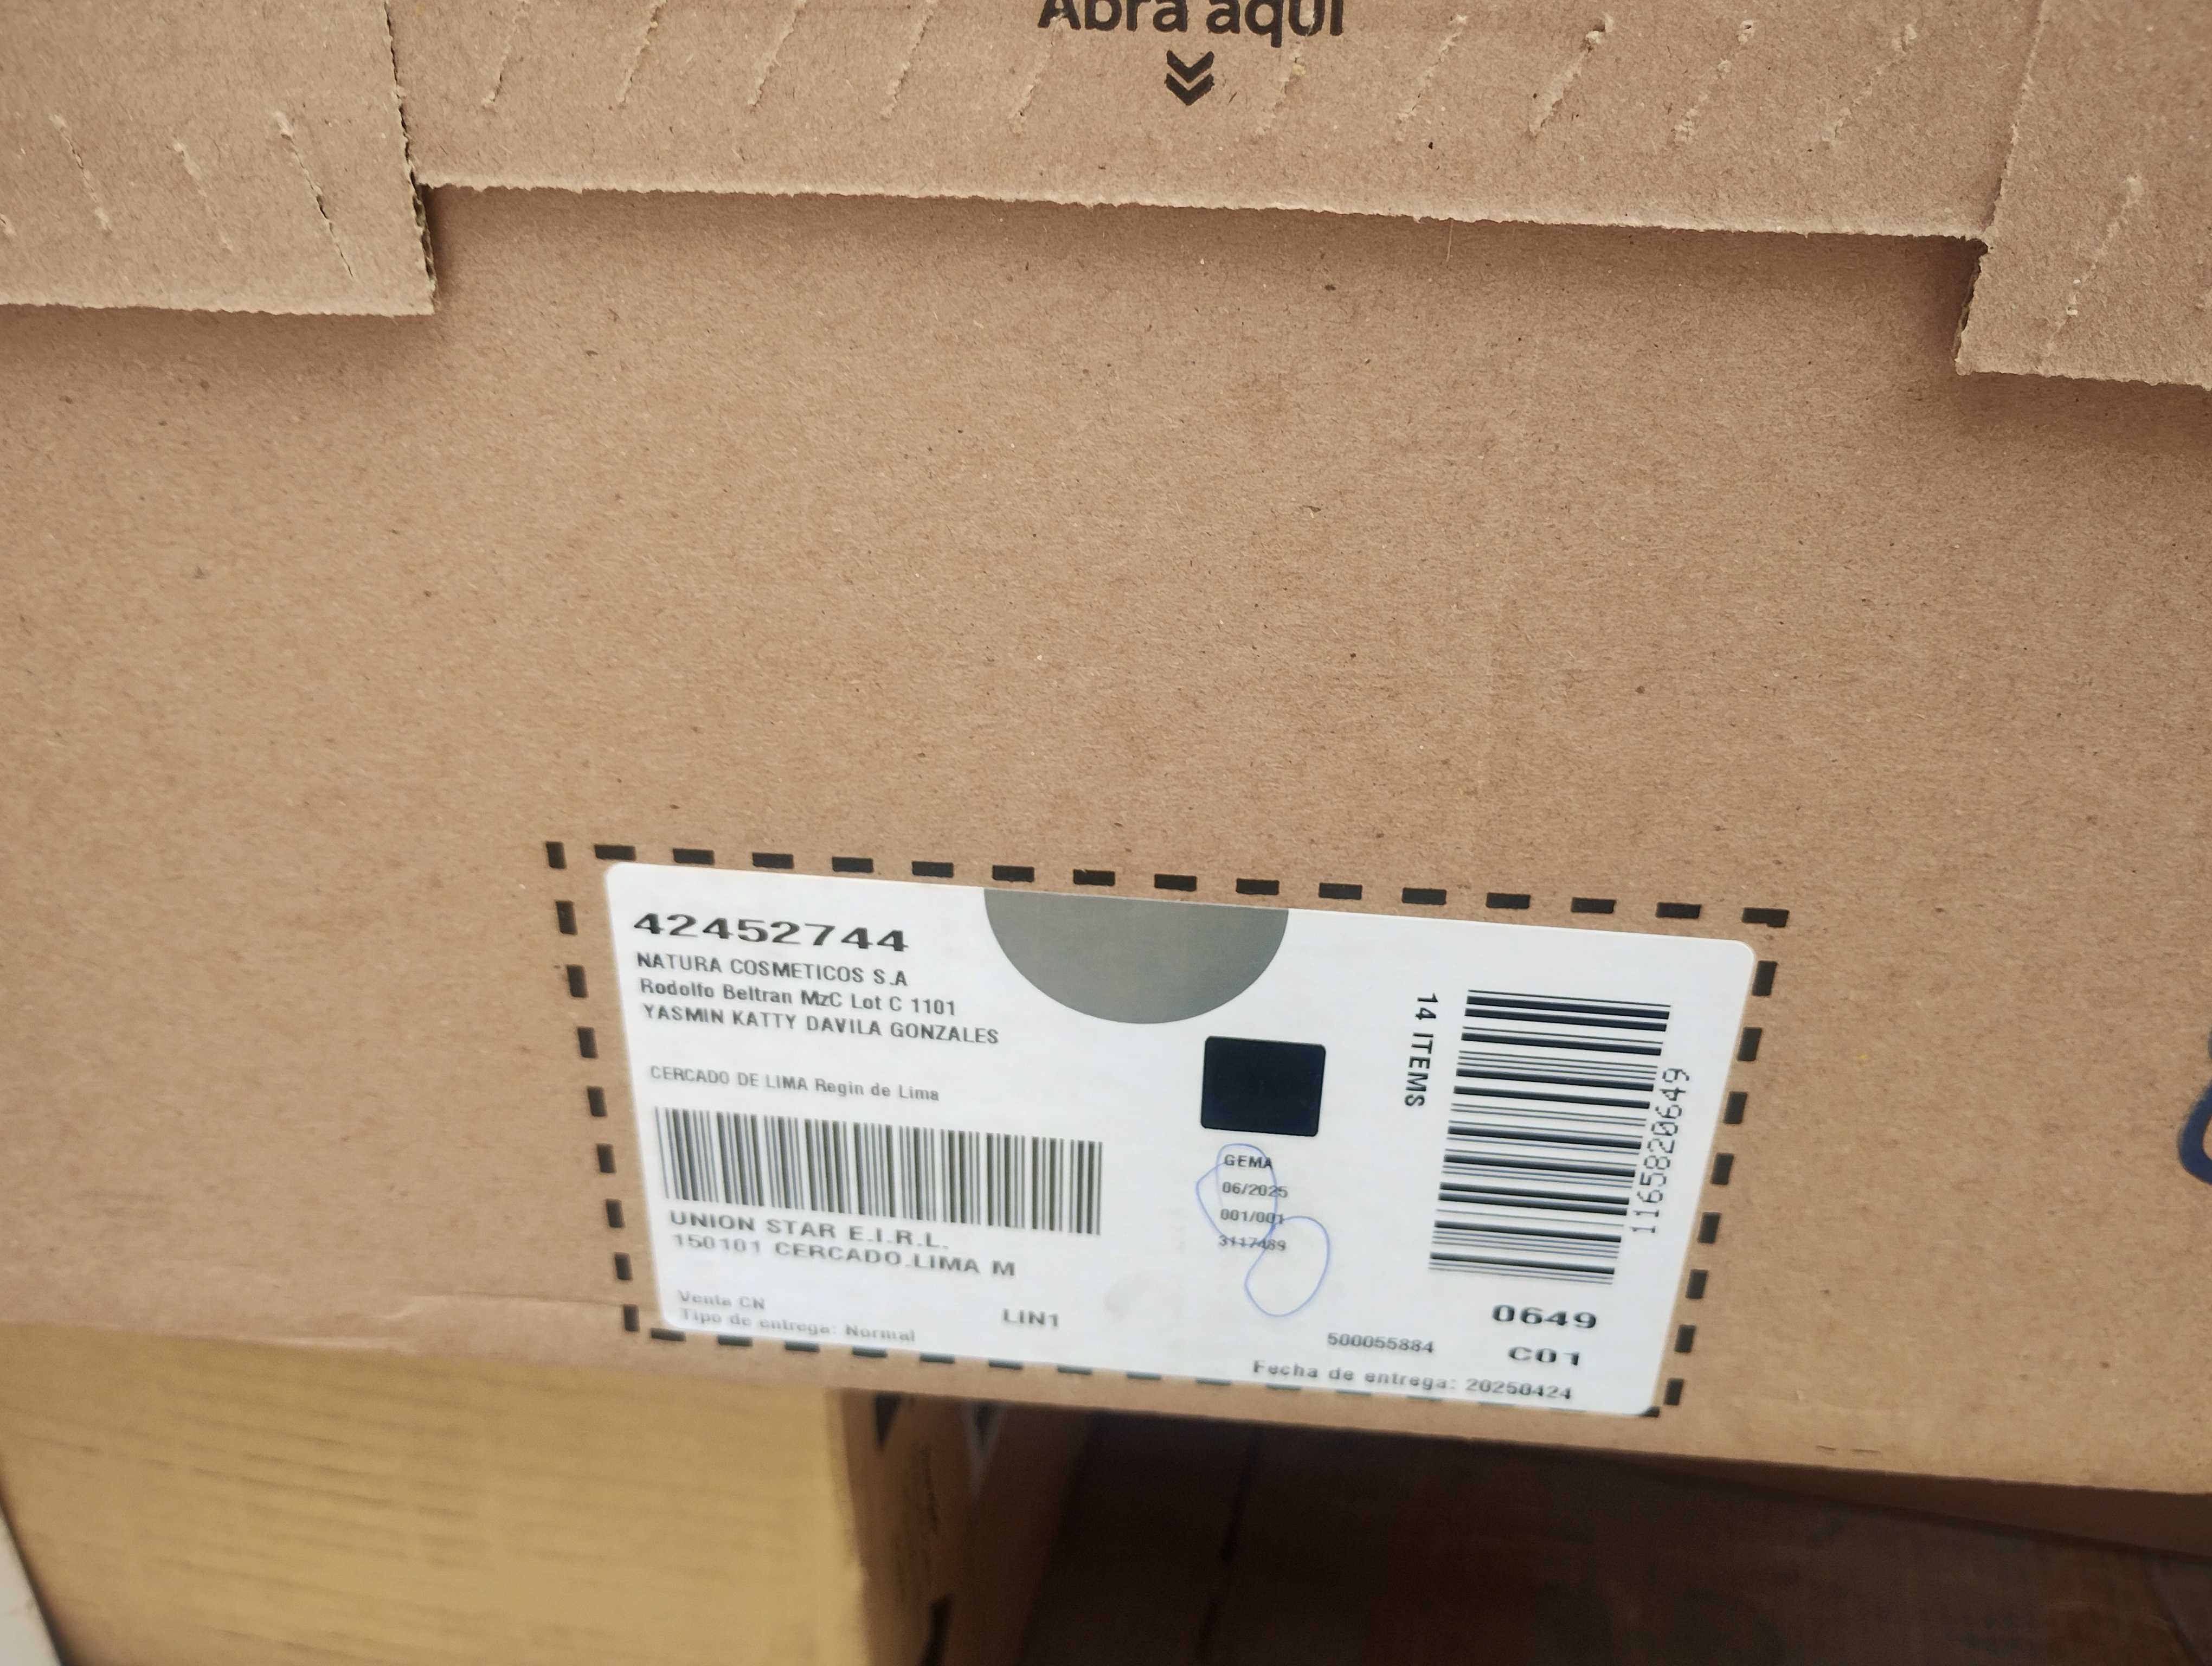 Abra aquí
42452744
NATURA COSMETICOS S.A
Rodolfo Beltran MzC Lot C 1101
YASMIN KATTY DAVILA GONZALES
CERCADO DE LIMA Regin de Lima
UNION STAR E.I.R.L.
150101 CERCADO.LIMA M
Venta CN
Tipo de entrega: Normal
LIN1
GEMA
06/2025
001/001
3117489
14 ITEMS
1165820649
0649
500055884
C01
Fecha de entrega: 20250424